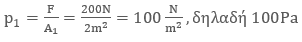 p₁ = F/A₁ = 200N/2m² = 100 N/m² , δηλαδή 100Pa